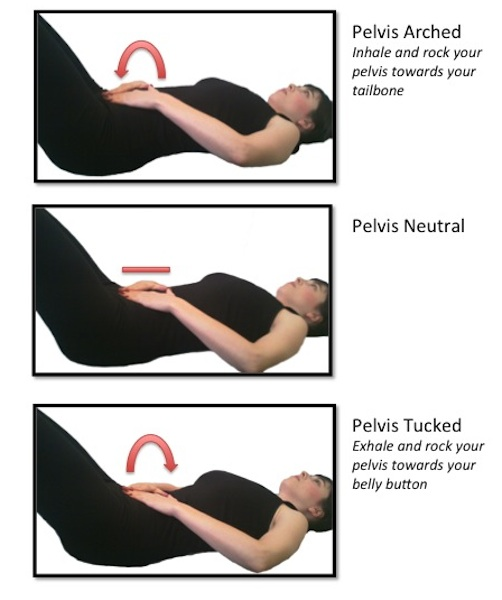 Pelvis Arched
Inhale and rock your
pelvis towards your
tailbone
Pelvis Neutral
Pelvis Tucked
Exhale and rock your
pelvis towards your
belly button